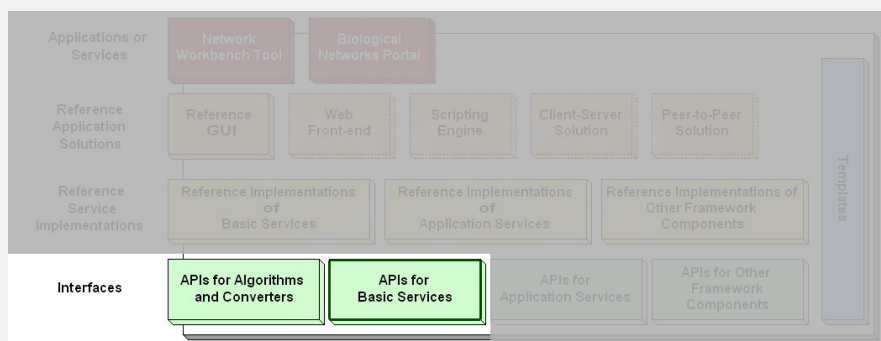 Applications or
Services
Network
Workbench Tool
Biological
Networks Portal
Reference
Application
Solutions
Reference
GUI
Web
Front-end
Scripting
Engine
Client-Server
Solution
Peer-to-Peer
Solution
Templates
Reference
Service
Implementations
Reference Implementations
of
Basic Services
Reference Implementations
of
Application Services
Reference Implementations of
Other Framework
Components
Interfaces
APIs for Algorithms
and Converters
APIs for
Basic Services
APIs for
Application Services
APIs for Other
Framework
Components